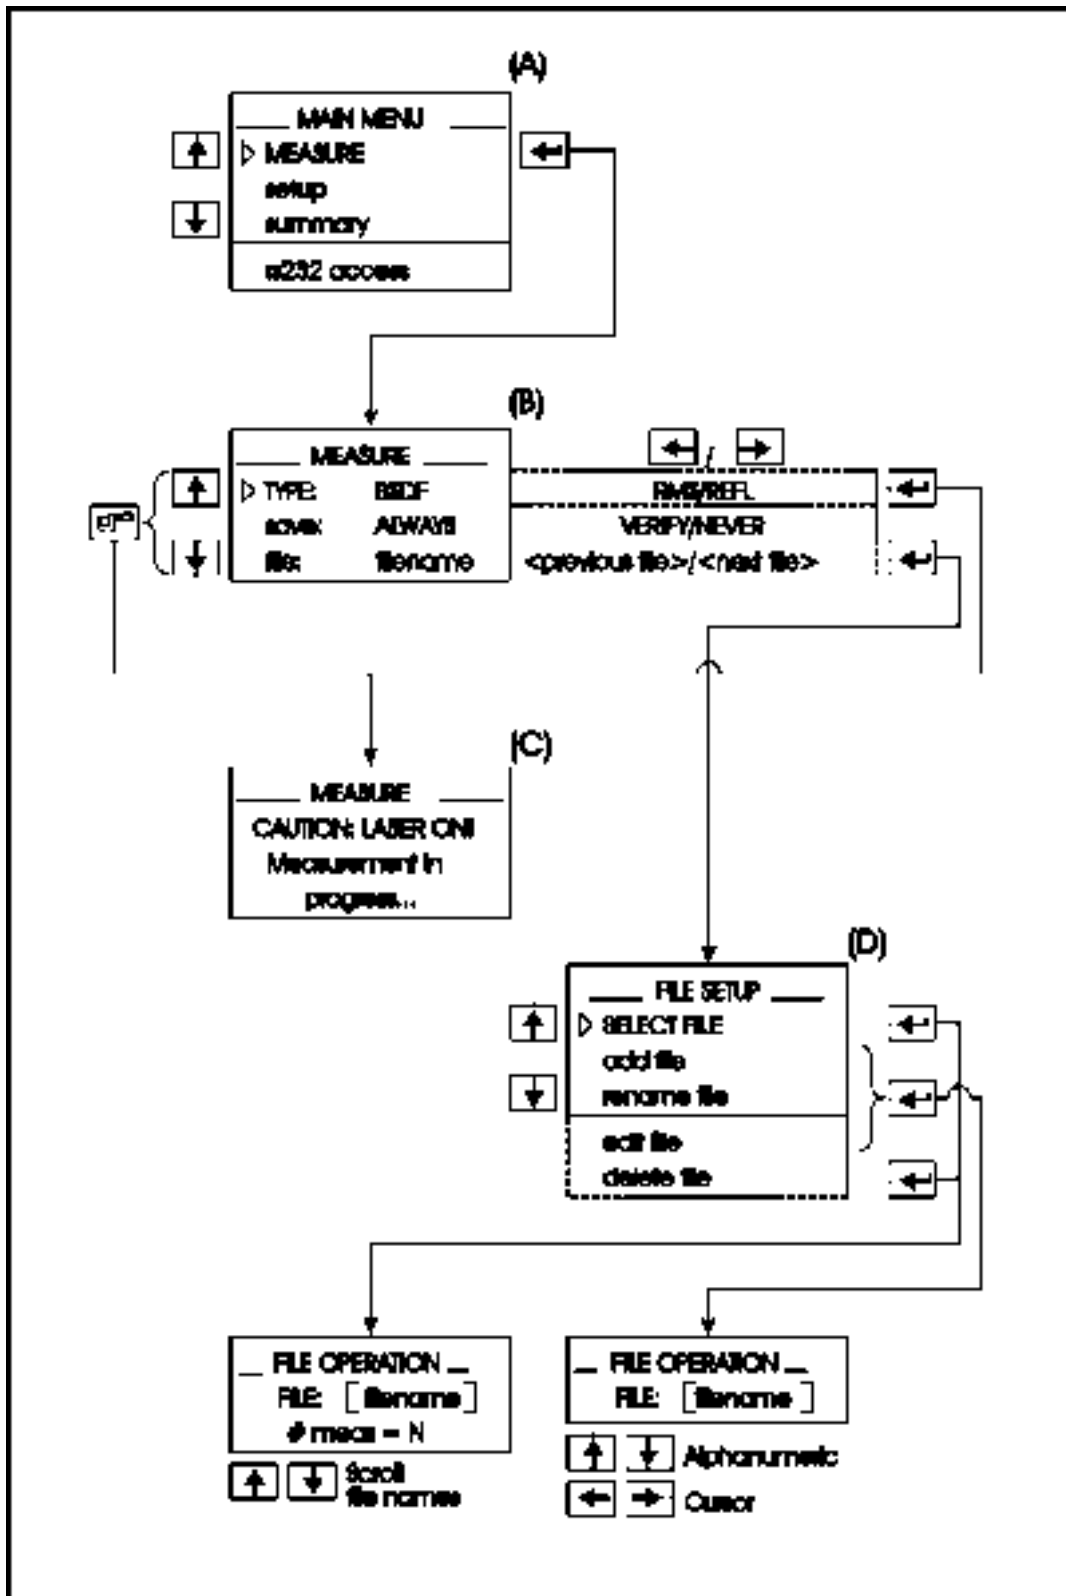 (A)
MAIN MENU
MEASURE
setup
summary
rs232 access
(B)
MEASURE
TYPE: BSDF RMS/REFL
save: ALWAYS VERIFY/NEVER
file: filename <previous file>/<next file>
(C)
MEASURE
CAUTION: LASER ON!
Measurement in
progress...
(D)
FILE SETUP
SELECT FILE
add file
rename file
edit file
delete file
FILE OPERATION
FILE: [filename]
# meas = N
Scroll
file names
FILE OPERATION
FILE: [filename]
Alphanumeric
Cursor